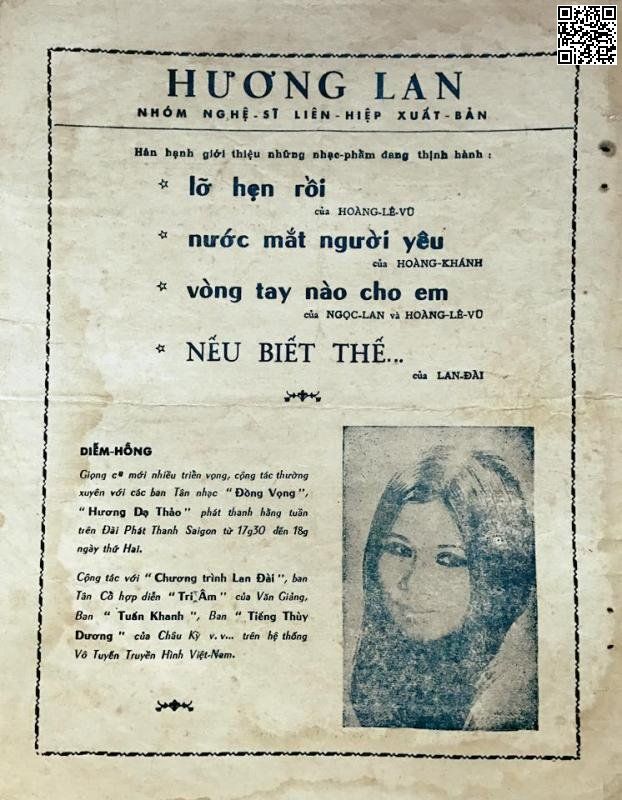 HƯƠNG LAN
NHÓM NGHỆ-SĨ LIÊN-HIỆP XUẤT-BẢN
Hân hạnh giới thiệu những nhạc-phẩm đang thịnh hành :
lỡ hẹn rồi
của HOÀNG-LÊ-VŨ
nước mắt người yêu
của HOÀNG-KHÁNH
vòng tay nào cho em
của NGỌC-LAN và HOÀNG-LÊ-VŨ
NẾU BIẾT THẾ...
của LAN-ĐÀI
DIỄM-HỒNG
Giọng ca mới nhiều triển vọng, cộng tác thường
xuyên với các ban Tân nhạc “Đồng Vọng”,
“Hương Dạ Thảo” phát thanh hằng tuần
trên Đài Phát Thanh Saigon từ 17g30 đến 18g
ngày thứ Hai.
Cộng tác với “Chương trình Lan Đài”, ban
Tân Cổ hợp diễn “Tri Âm” của Văn Giảng,
Ban “Tuấn Khanh”, Ban “Tiếng Thùy
Dương” của Châu Kỳ v.v... trên hệ thống
Vô Tuyến Truyền Hình Việt-Nam.